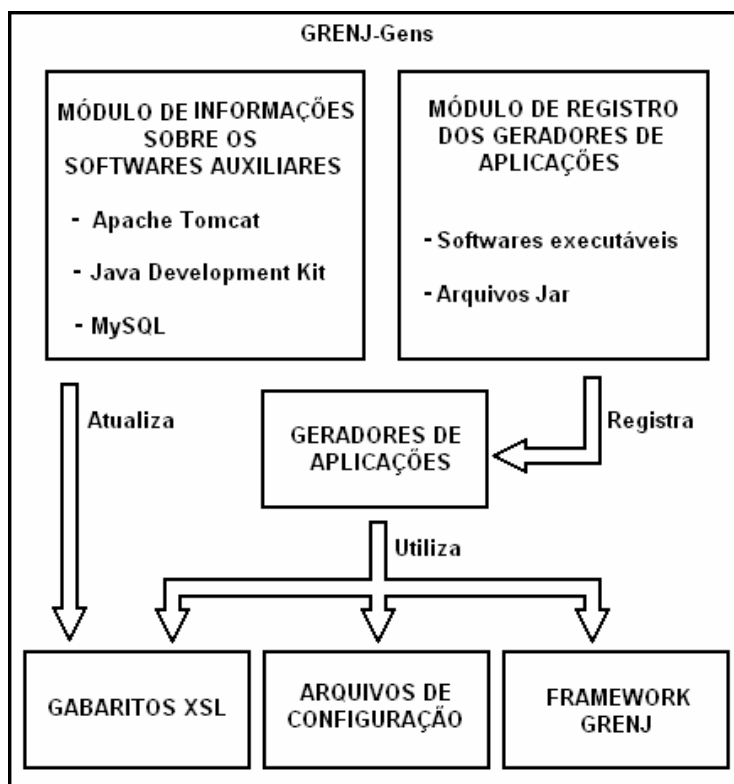 GRENJ-Gens
MÓDULO DE INFORMAÇÕES
SOBRE OS
SOFTWARES AUXILIARES
- Apache Tomcat
- Java Development Kit
- MySQL
MÓDULO DE REGISTRO
DOS GERADORES DE
APLICAÇÕES
- Softwares executáveis
- Arquivos Jar
Atualiza
GERADORES DE
APLICAÇÕES
Registra
Utiliza
GABARITOS XSL
ARQUIVOS DE
CONFIGURAÇÃO
FRAMEWORK
GRENJ